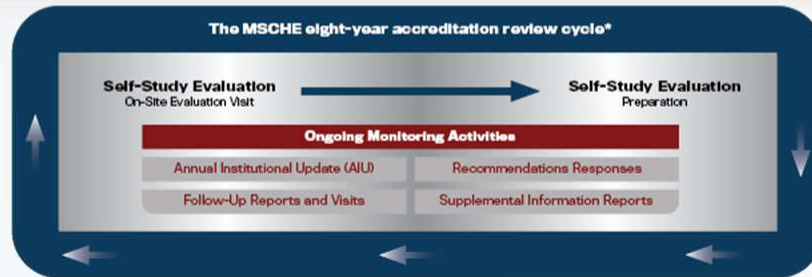 The MSCHE eight-year accreditation review cycle*
Self-Study Evaluation
On-Site Evaluation Visit
Self-Study Evaluation
Preparation
Ongoing Monitoring Activities
Annual Institutional Update (AIU)
Recommendations Responses
Follow-Up Reports and Visits
Supplemental Information Reports